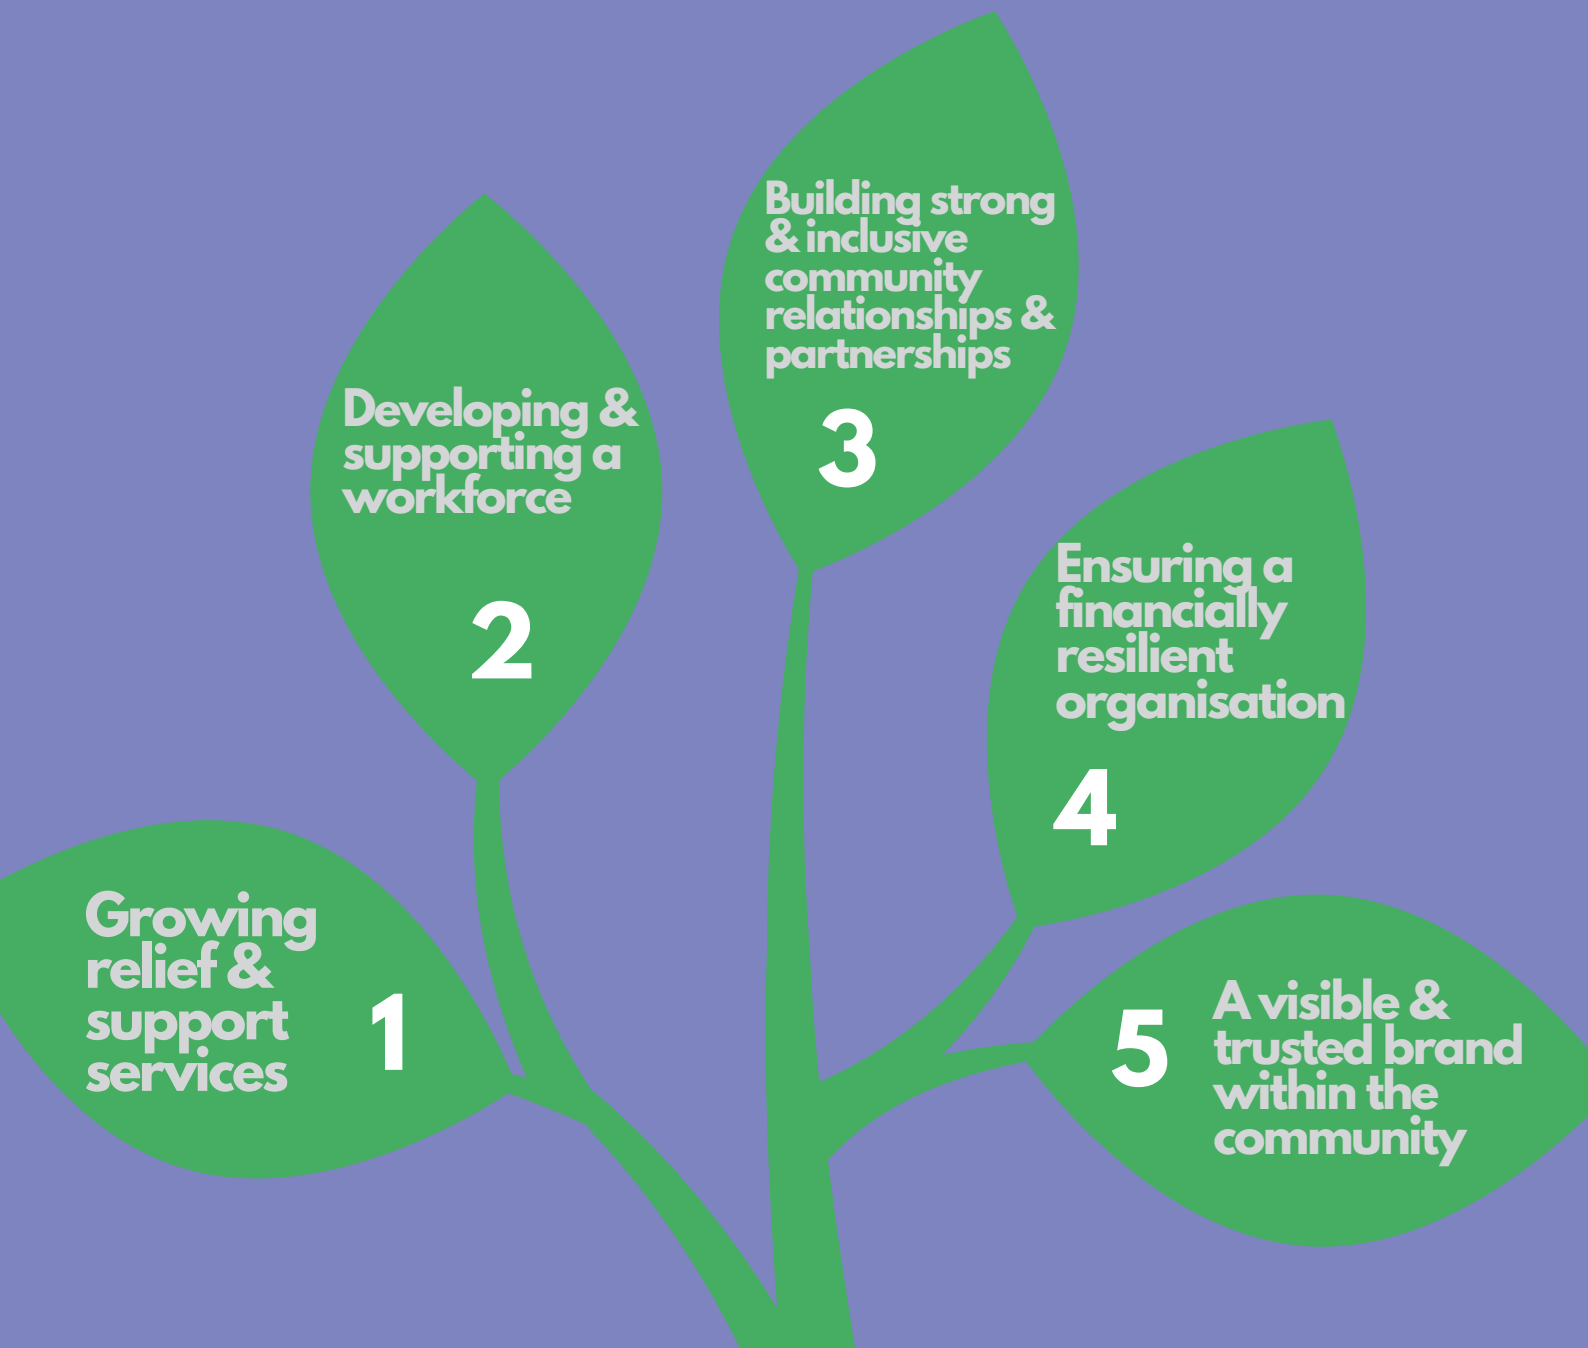 Growing
relief &
support
services
1
Developing &
supporting a
workforce
2
Building strong
& inclusive
community
relationships &
partnerships
3
Ensuring a
financially
resilient
organisation
4
5
A visible &
trusted brand
within the
community